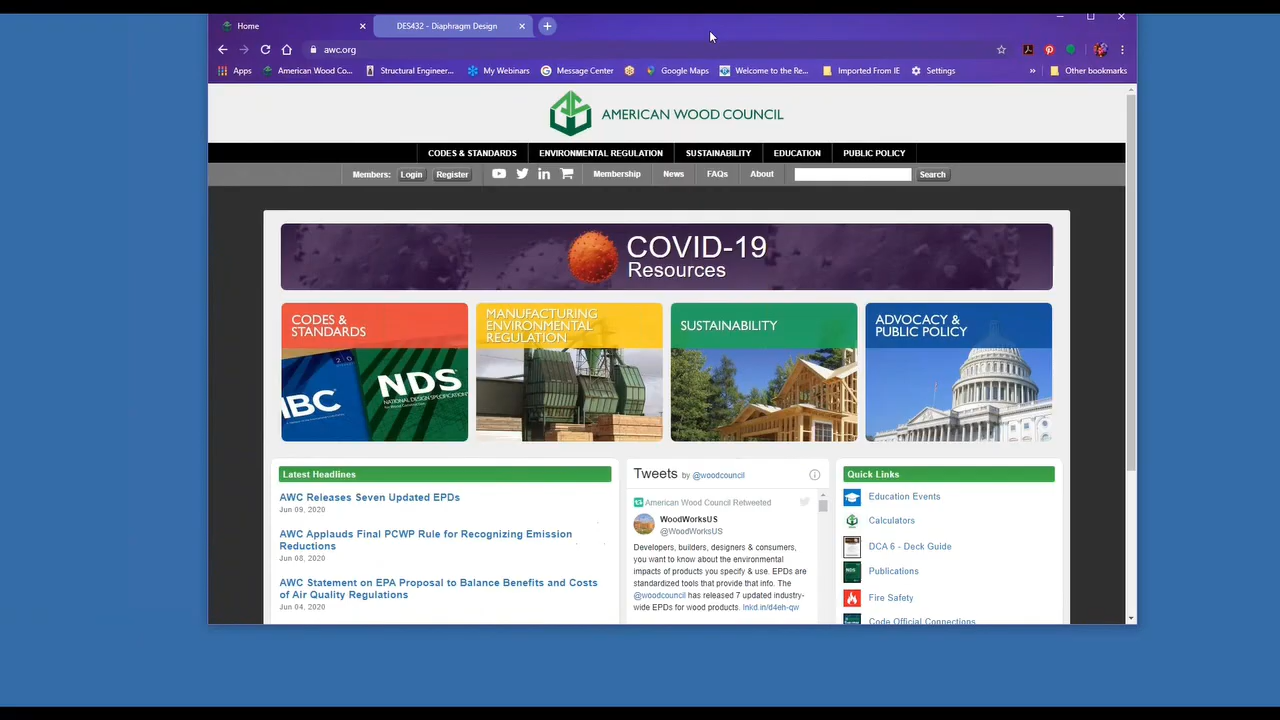 Home
DES432 - Diaphragm Design
awc.org
Apps
American Wood Co...
Structural Engineer...
My Webinars
Message Center
Google Maps
Welcome to the Re...
Imported From IE
Settings
»
Other bookmarks
AMERICAN WOOD COUNCIL
CODES & STANDARDS
ENVIRONMENTAL REGULATION
SUSTAINABILITY
EDUCATION
PUBLIC POLICY
Members:
Login
Register
Membership
News
FAQs
About
Search
COVID-19
Resources
CODES &
STANDARDS
IBC
NDS
NATIONAL DESIGN SPECIFICATION
MANUFACTURING
ENVIRONMENTAL
REGULATION
SUSTAINABILITY
ADVOCACY &
PUBLIC POLICY
Latest Headlines
AWC Releases Seven Updated EPDs
Jun 09, 2020
AWC Applauds Final PCWP Rule for Recognizing Emission
Reductions
Jun 08, 2020
AWC Statement on EPA Proposal to Balance Benefits and Costs
of Air Quality Regulations
Jun 04, 2020
Tweets by @woodcouncil
American Wood Council Retweeted
WoodWorksUS
@WoodWorksUS
Developers, builders, designers & consumers,
you want to know about the environmental
impacts of products you specify & use. EPDs are
standardized tools that provide that info. The
@woodcouncil has released 7 updated industry-
wide EPDs for wood products. lnkd.in/d4eh-qw
Quick Links
Education Events
Calculators
DCA 6 - Deck Guide
NDS
Publications
Fire Safety
Code Official Connections